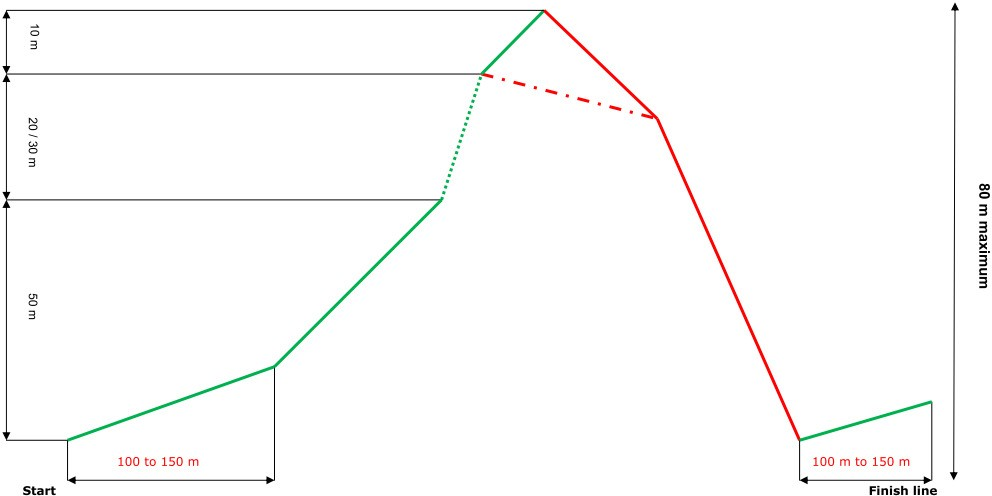 10 m
20 / 30 m
50 m
80 m maximum
100 to 150 m
100 m to 150 m
Start
Finish line